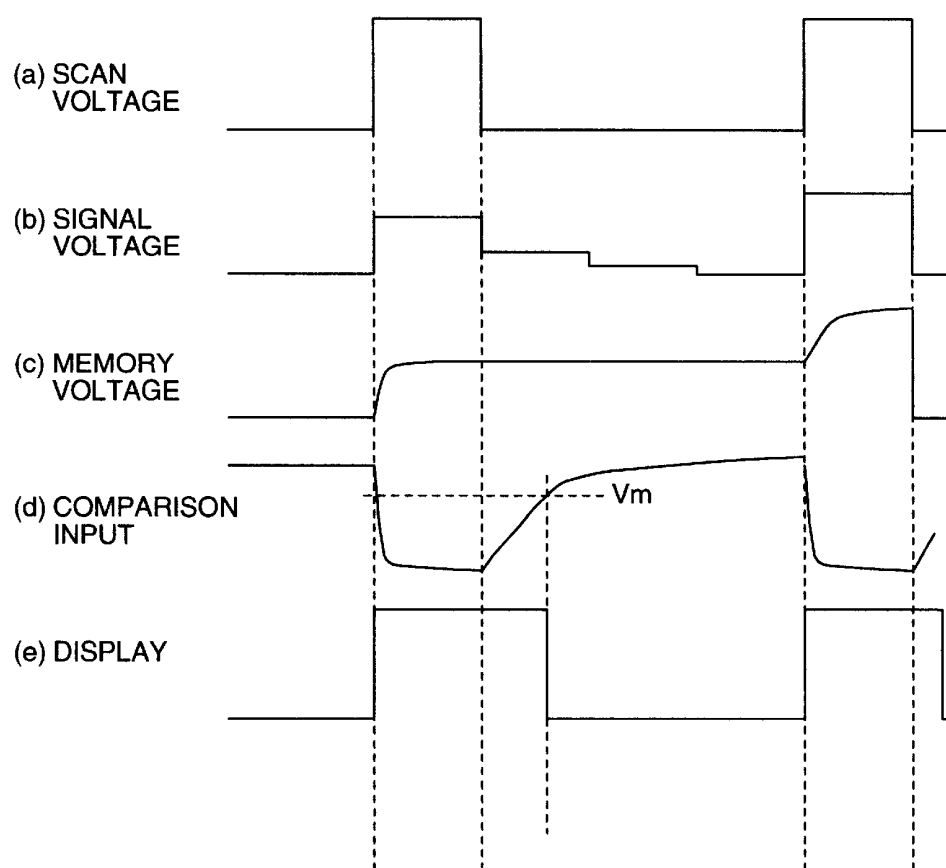 (a) SCAN
VOLTAGE
(b) SIGNAL
VOLTAGE
(c) MEMORY
VOLTAGE
Vm
(d) COMPARISON
INPUT
(e) DISPLAY